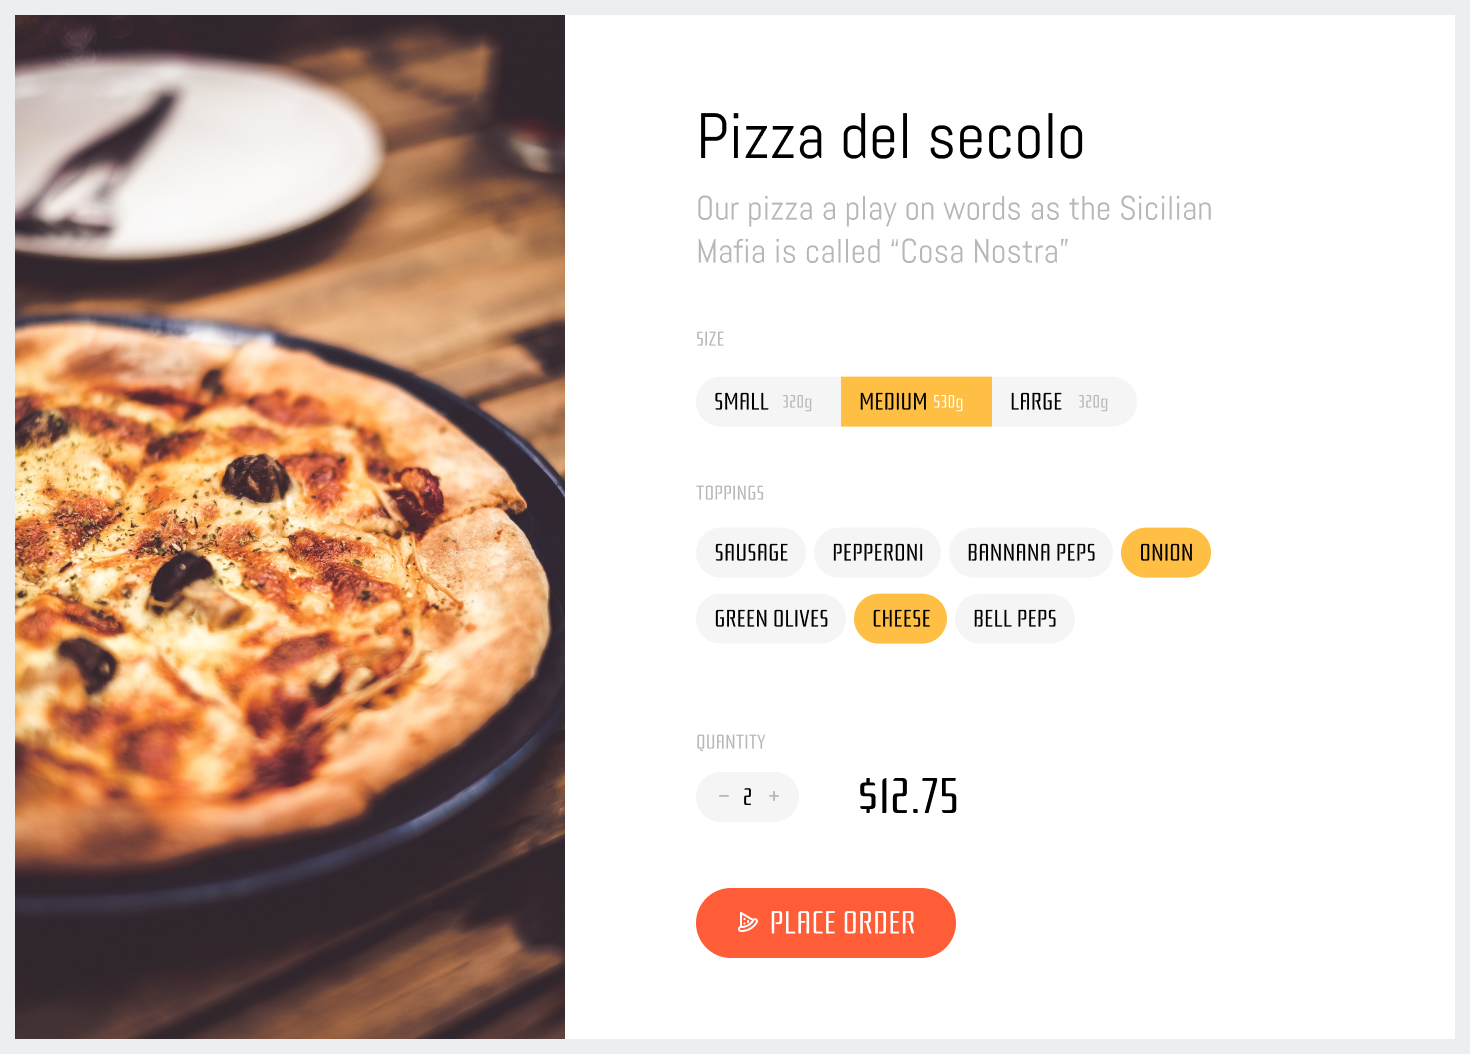 Pizza del secolo
Our pizza a play on words as the Sicilian
Mafia is called “Cosa Nostra”
SIZE
SMALL 320g MEDIUM 530g LARGE 320g
TOPPINGS
SAUSAGE PEPPERONI BANNANA PEPS ONION
GREEN OLIVES CHEESE BELL PEPS
QUANTITY
− 2 + $12.75
PLACE ORDER